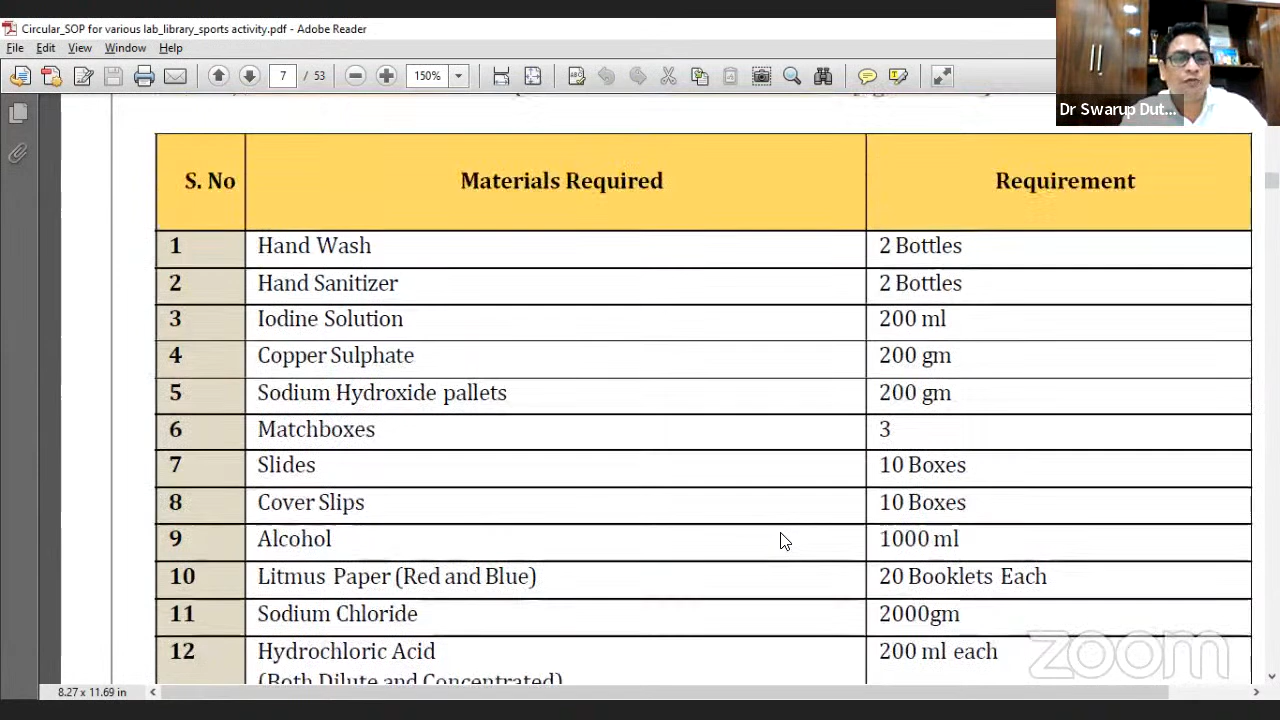 Circular_SOP for various lab_library_sports activity.pdf - Adobe Reader
File Edit View Window Help
7 / 53 150%
Dr Swarup Dut...
S. No Materials Required Requirement
1 Hand Wash 2 Bottles
2 Hand Sanitizer 2 Bottles
3 Iodine Solution 200 ml
4 Copper Sulphate 200 gm
5 Sodium Hydroxide pallets 200 gm
6 Matchboxes 3
7 Slides 10 Boxes
8 Cover Slips 10 Boxes
9 Alcohol 1000 ml
10 Litmus Paper (Red and Blue) 20 Booklets Each
11 Sodium Chloride 2000gm
12 Hydrochloric Acid 200 ml each
(Both Dilute and Concentrated)
zoom
8.27 x 11.69 in